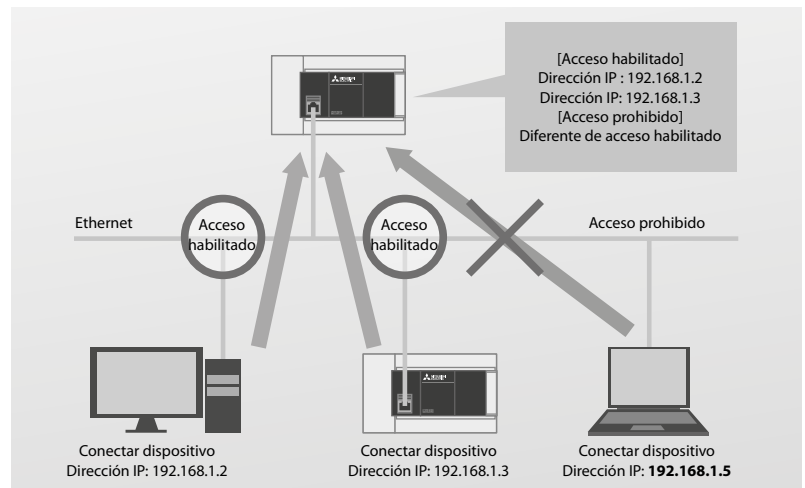 [Acceso habilitado]
Dirección IP : 192.168.1.2
Dirección IP: 192.168.1.3
[Acceso prohibido]
Diferente de acceso habilitado
Ethernet
Acceso
habilitado
Acceso
habilitado
Acceso prohibido
Conectar dispositivo
Dirección IP: 192.168.1.2
Conectar dispositivo
Dirección IP: 192.168.1.3
Conectar dispositivo
Dirección IP: 192.168.1.5